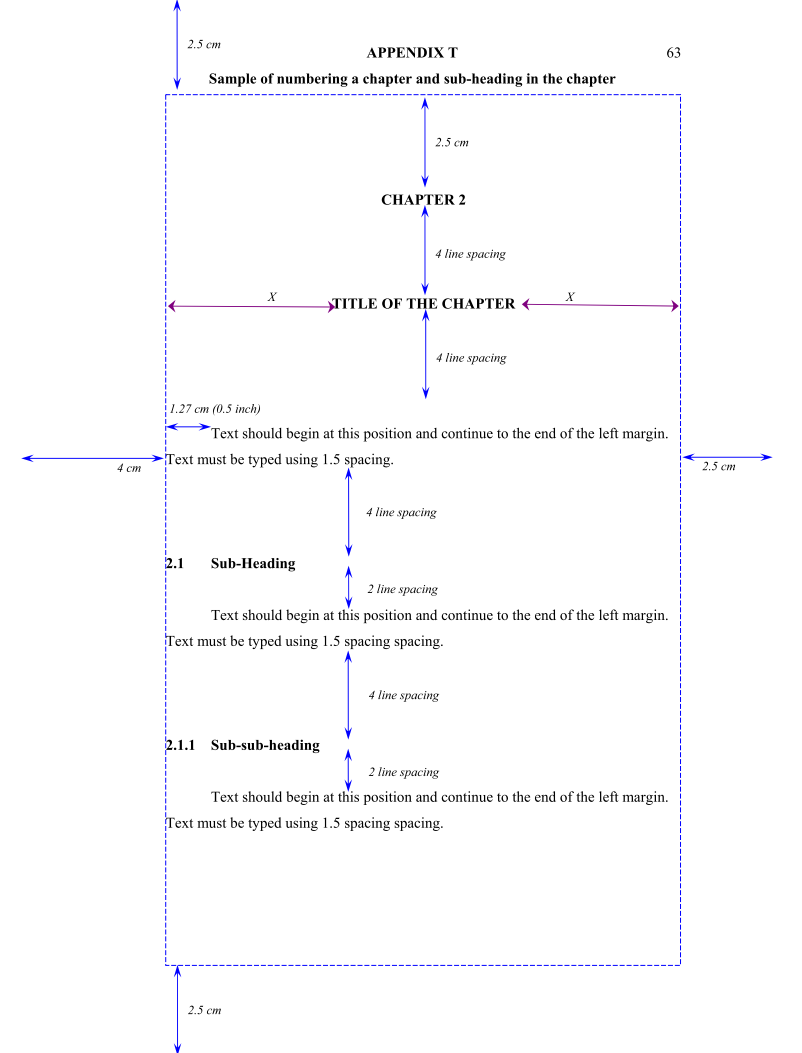 2.5 cm
APPENDIX T 63
Sample of numbering a chapter and sub-heading in the chapter
2.5 cm
CHAPTER 2
4 line spacing
X TITLE OF THE CHAPTER X
4 line spacing
1.27 cm (0.5 inch)
Text should begin at this position and continue to the end of the left margin.
Text must be typed using 1.5 spacing.
4 cm 2.5 cm
4 line spacing
2.1 Sub-Heading
2 line spacing
Text should begin at this position and continue to the end of the left margin.
Text must be typed using 1.5 spacing spacing.
4 line spacing
2.1.1 Sub-sub-heading
2 line spacing
Text should begin at this position and continue to the end of the left margin.
Text must be typed using 1.5 spacing spacing.
2.5 cm